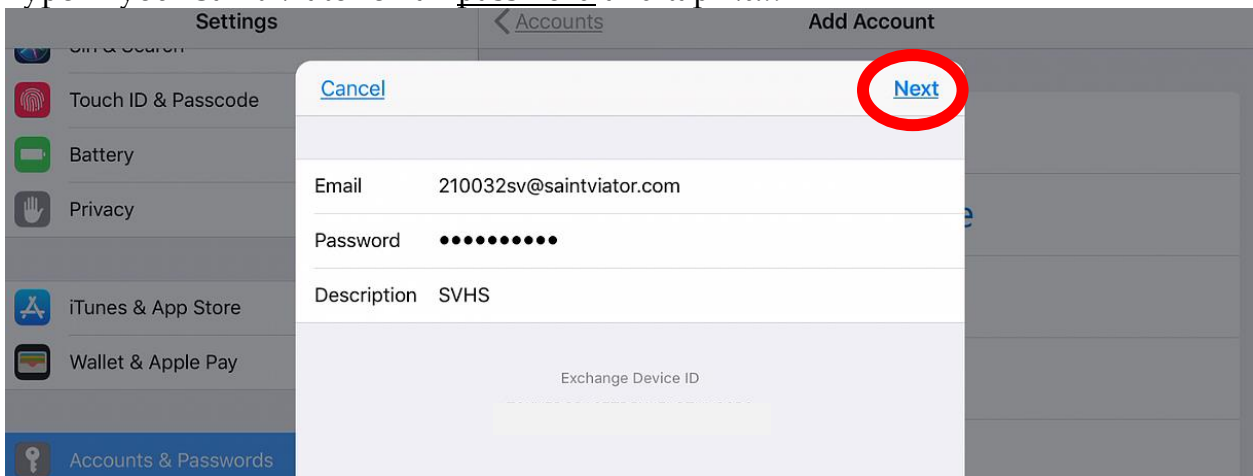 Settings
Accounts
Add Account
Touch ID & Passcode
Cancel
Next
Battery
Email 210032sv@saintviator.com
Privacy
Password ••••••••••
Description SVHS
iTunes & App Store
Wallet & Apple Pay
Exchange Device ID
Accounts & Passwords